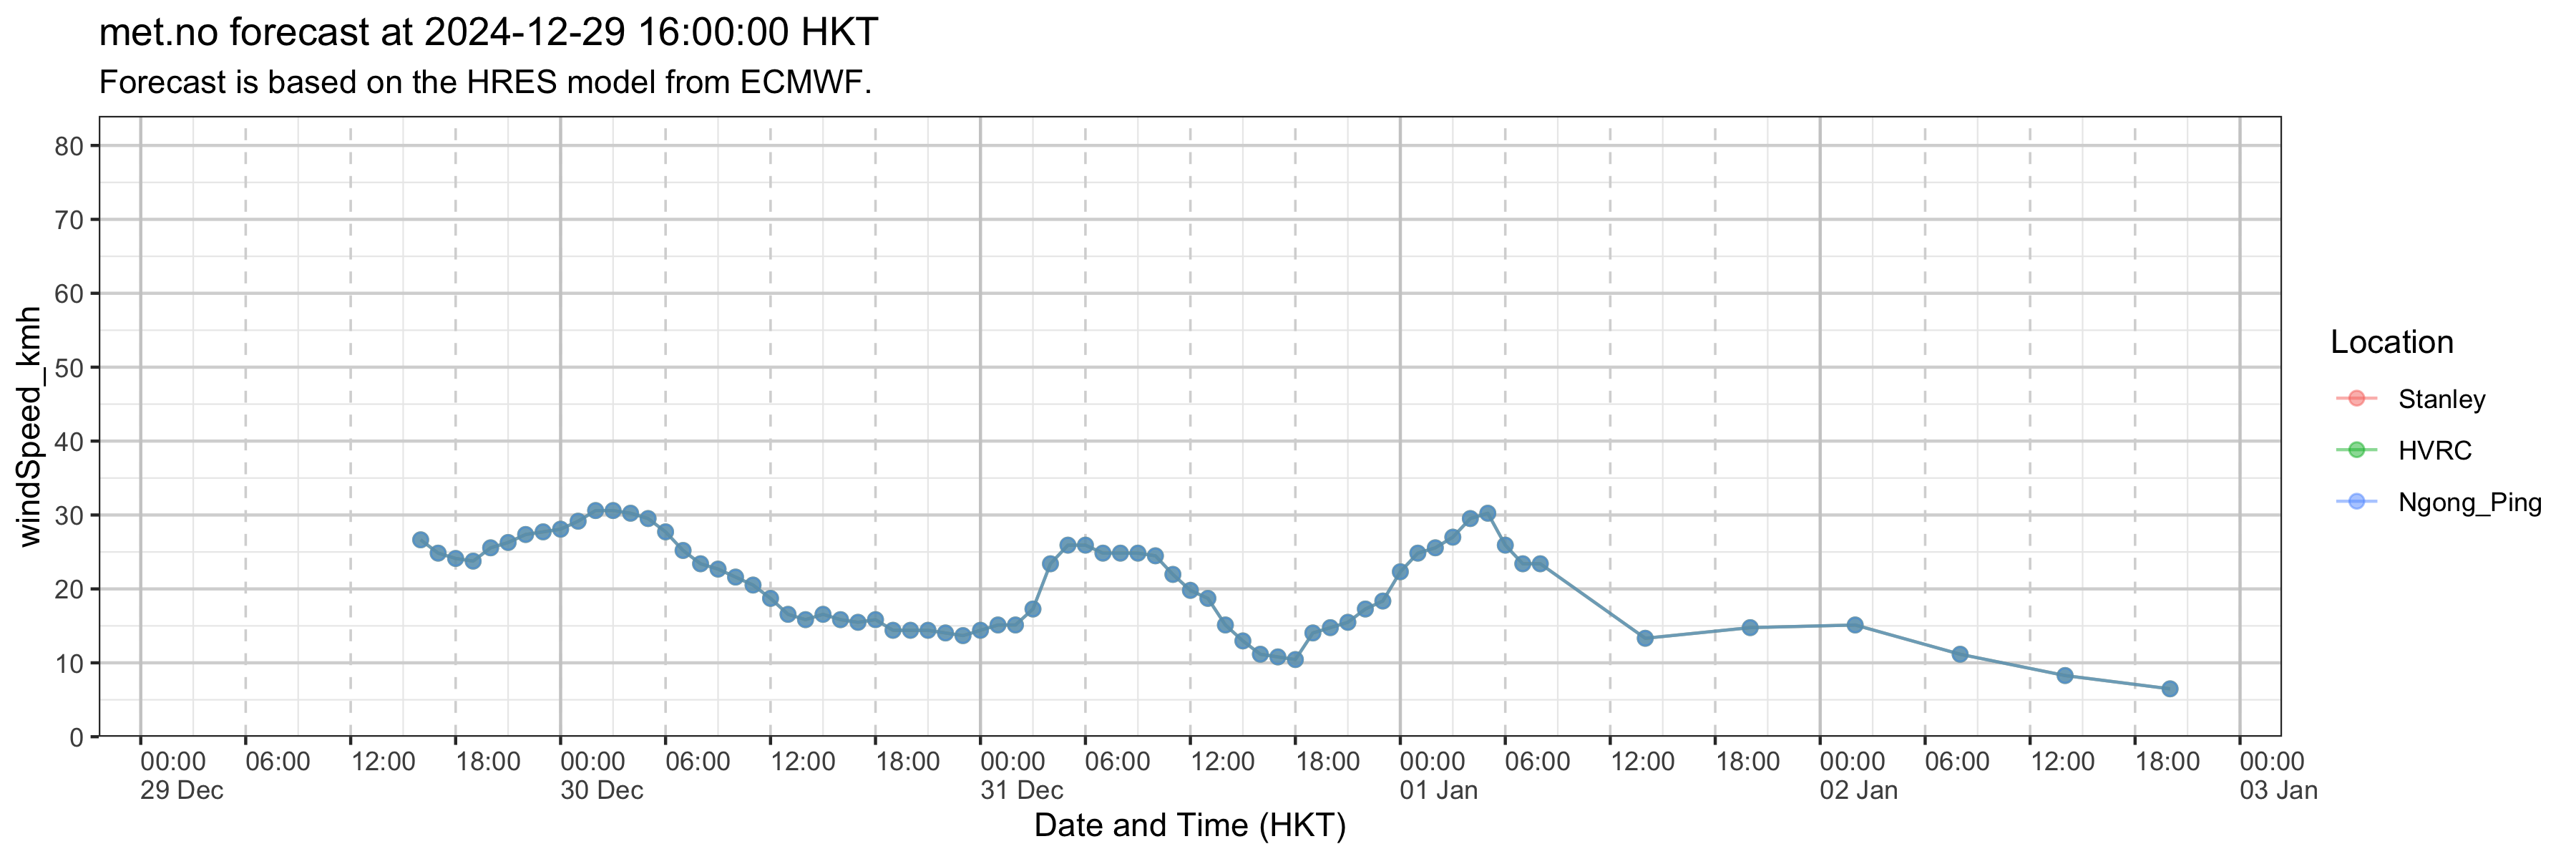 met.no forecast at 2024-12-29 16:00:00 HKT
Forecast is based on the HRES model from ECMWF.
windSpeed_kmh
80
70
60
50
40
30
20
10
0
00:00 06:00 12:00 18:00 00:00 06:00 12:00 18:00 00:00 06:00 12:00 18:00 00:00 06:00 12:00 18:00 00:00 06:00 12:00 18:00 00:00
29 Dec 30 Dec 31 Dec 01 Jan 02 Jan 03 Jan
Date and Time (HKT)
Location
Stanley
HVRC
Ngong_Ping